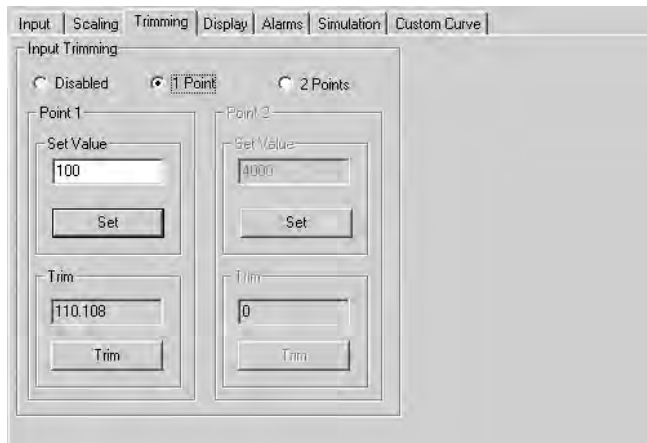 Input Scaling Trimming Display Alarms Simulation Custom Curve
Input Trimming
Disabled 1 Point 2 Points
Point 1 Point 2
Set Value Set Value
100 4000
Set Set
Trim Trim
110.108 0
Trim Trim